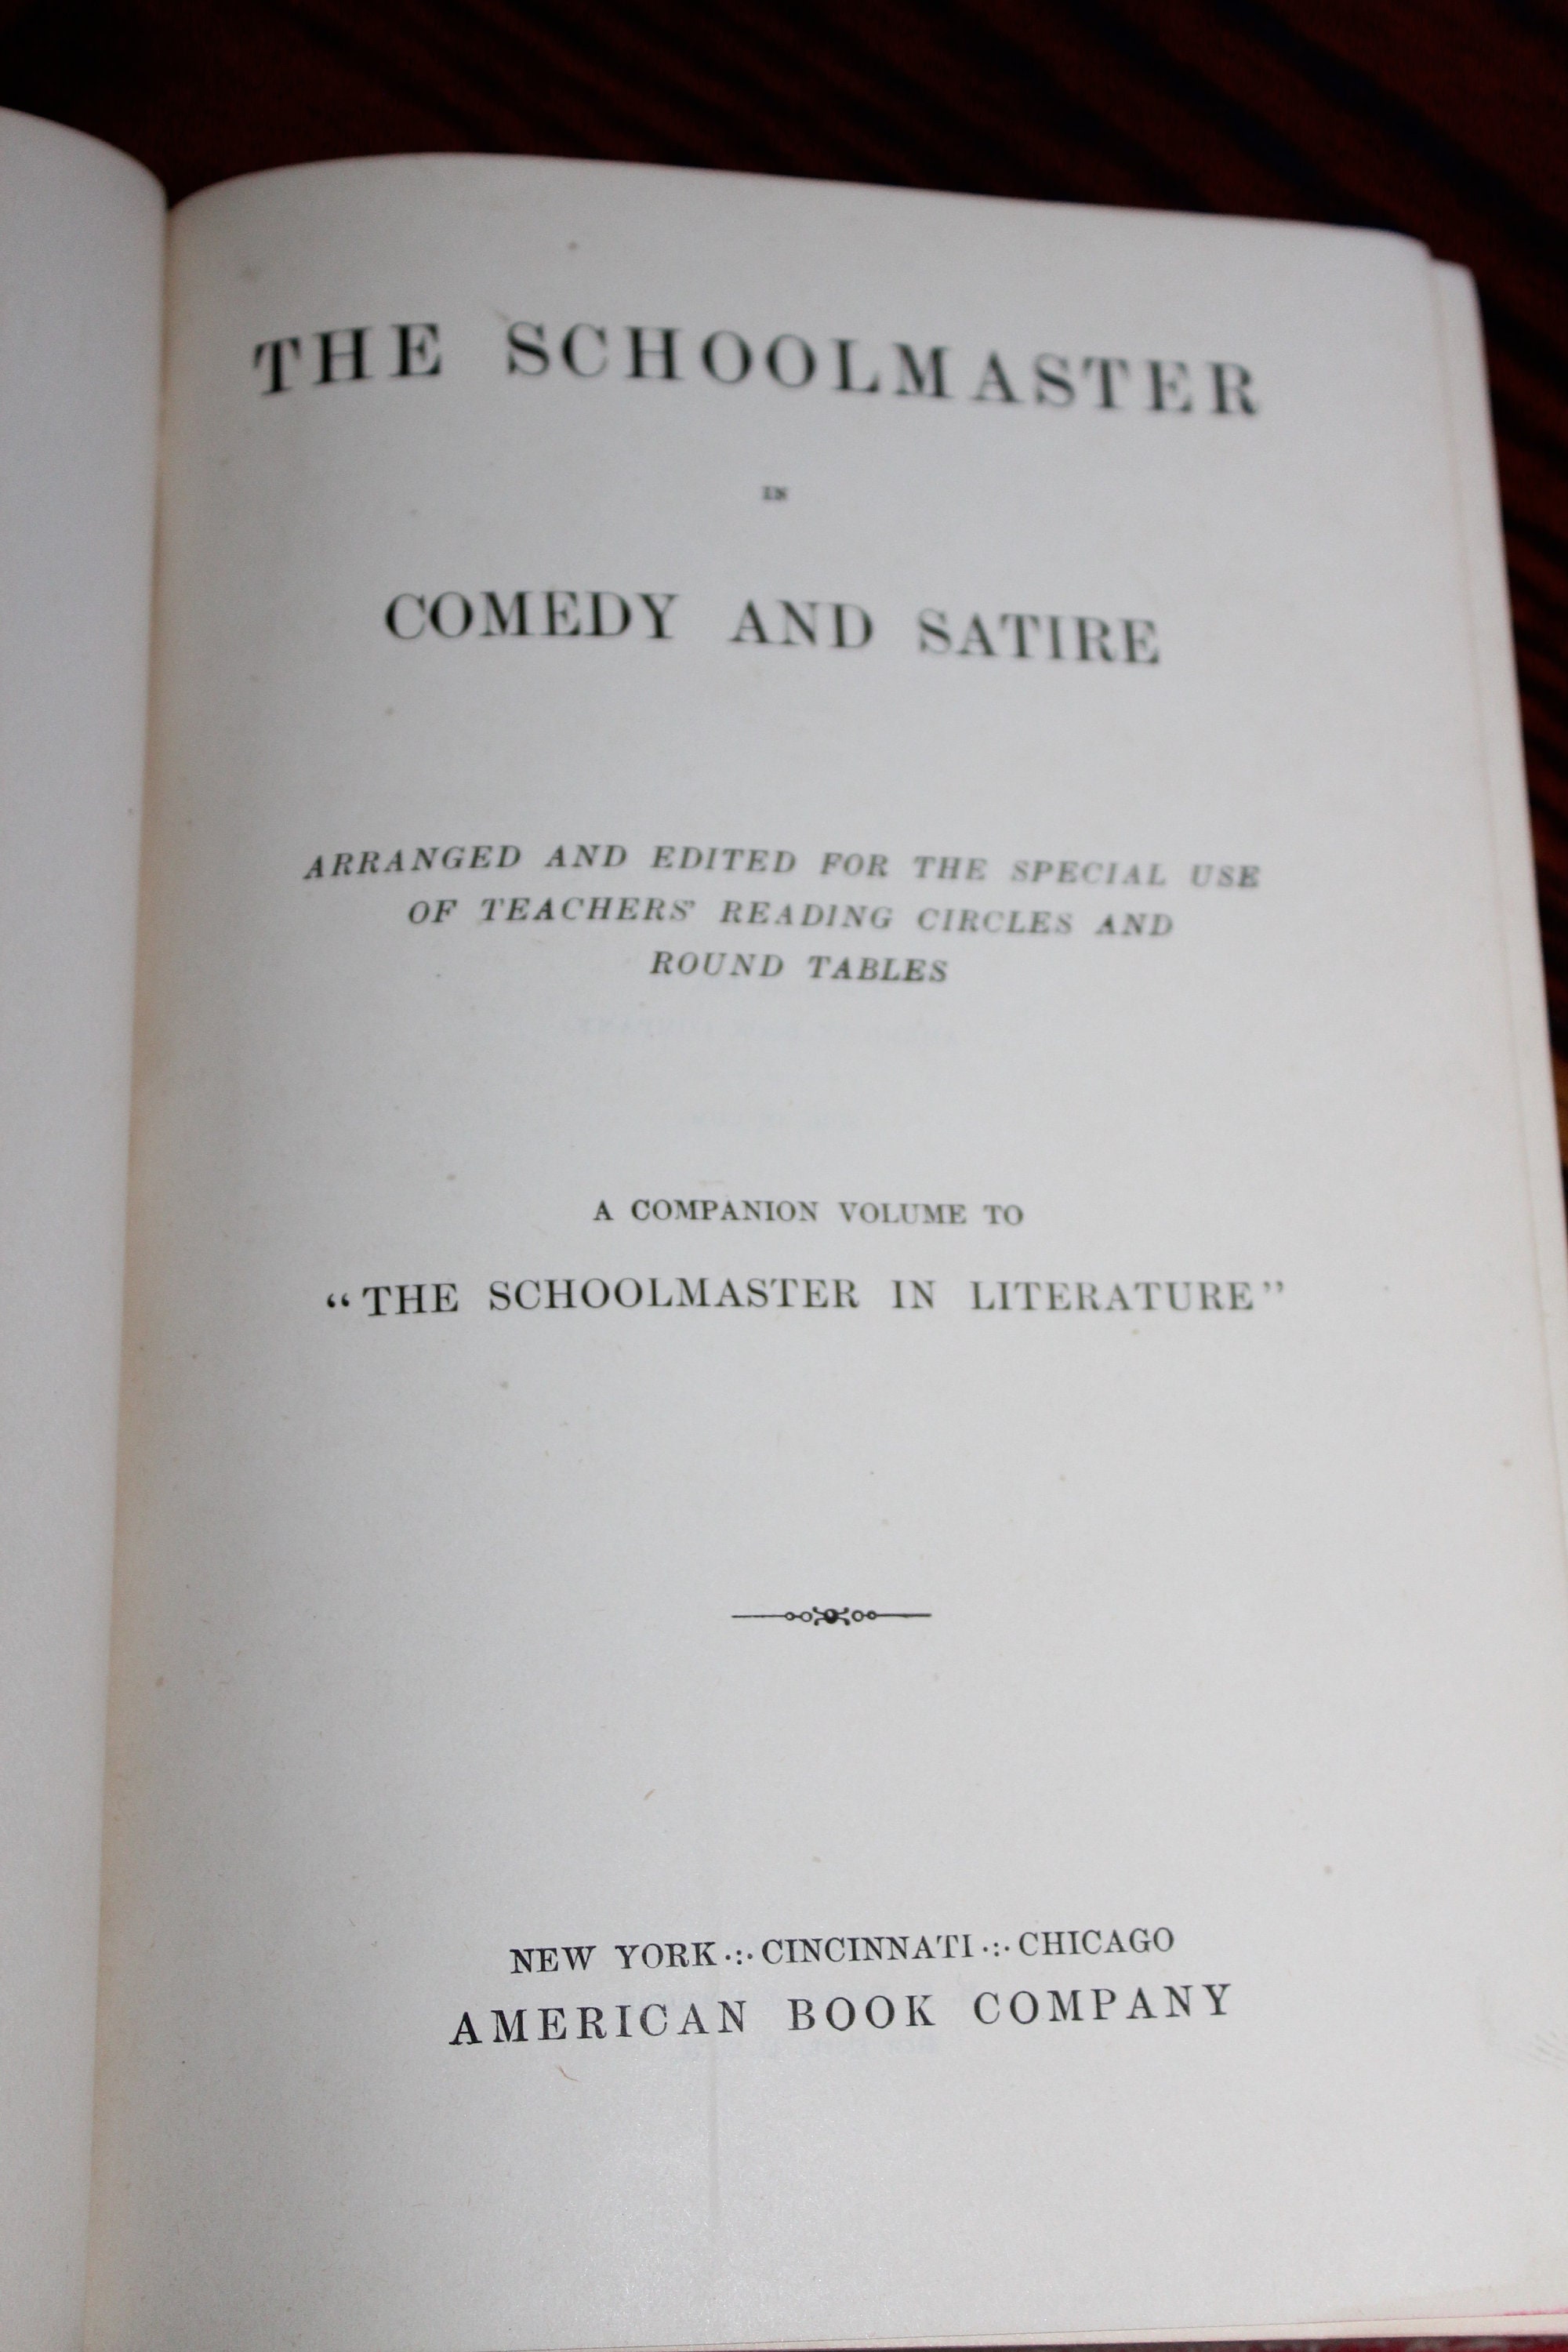 THE SCHOOLMASTER
IN
COMEDY AND SATIRE
ARRANGED AND EDITED FOR THE SPECIAL USE
OF TEACHERS' READING CIRCLES AND
ROUND TABLES
A COMPANION VOLUME TO
“THE SCHOOLMASTER IN LITERATURE”
NEW YORK ·:· CINCINNATI ·:· CHICAGO
AMERICAN BOOK COMPANY